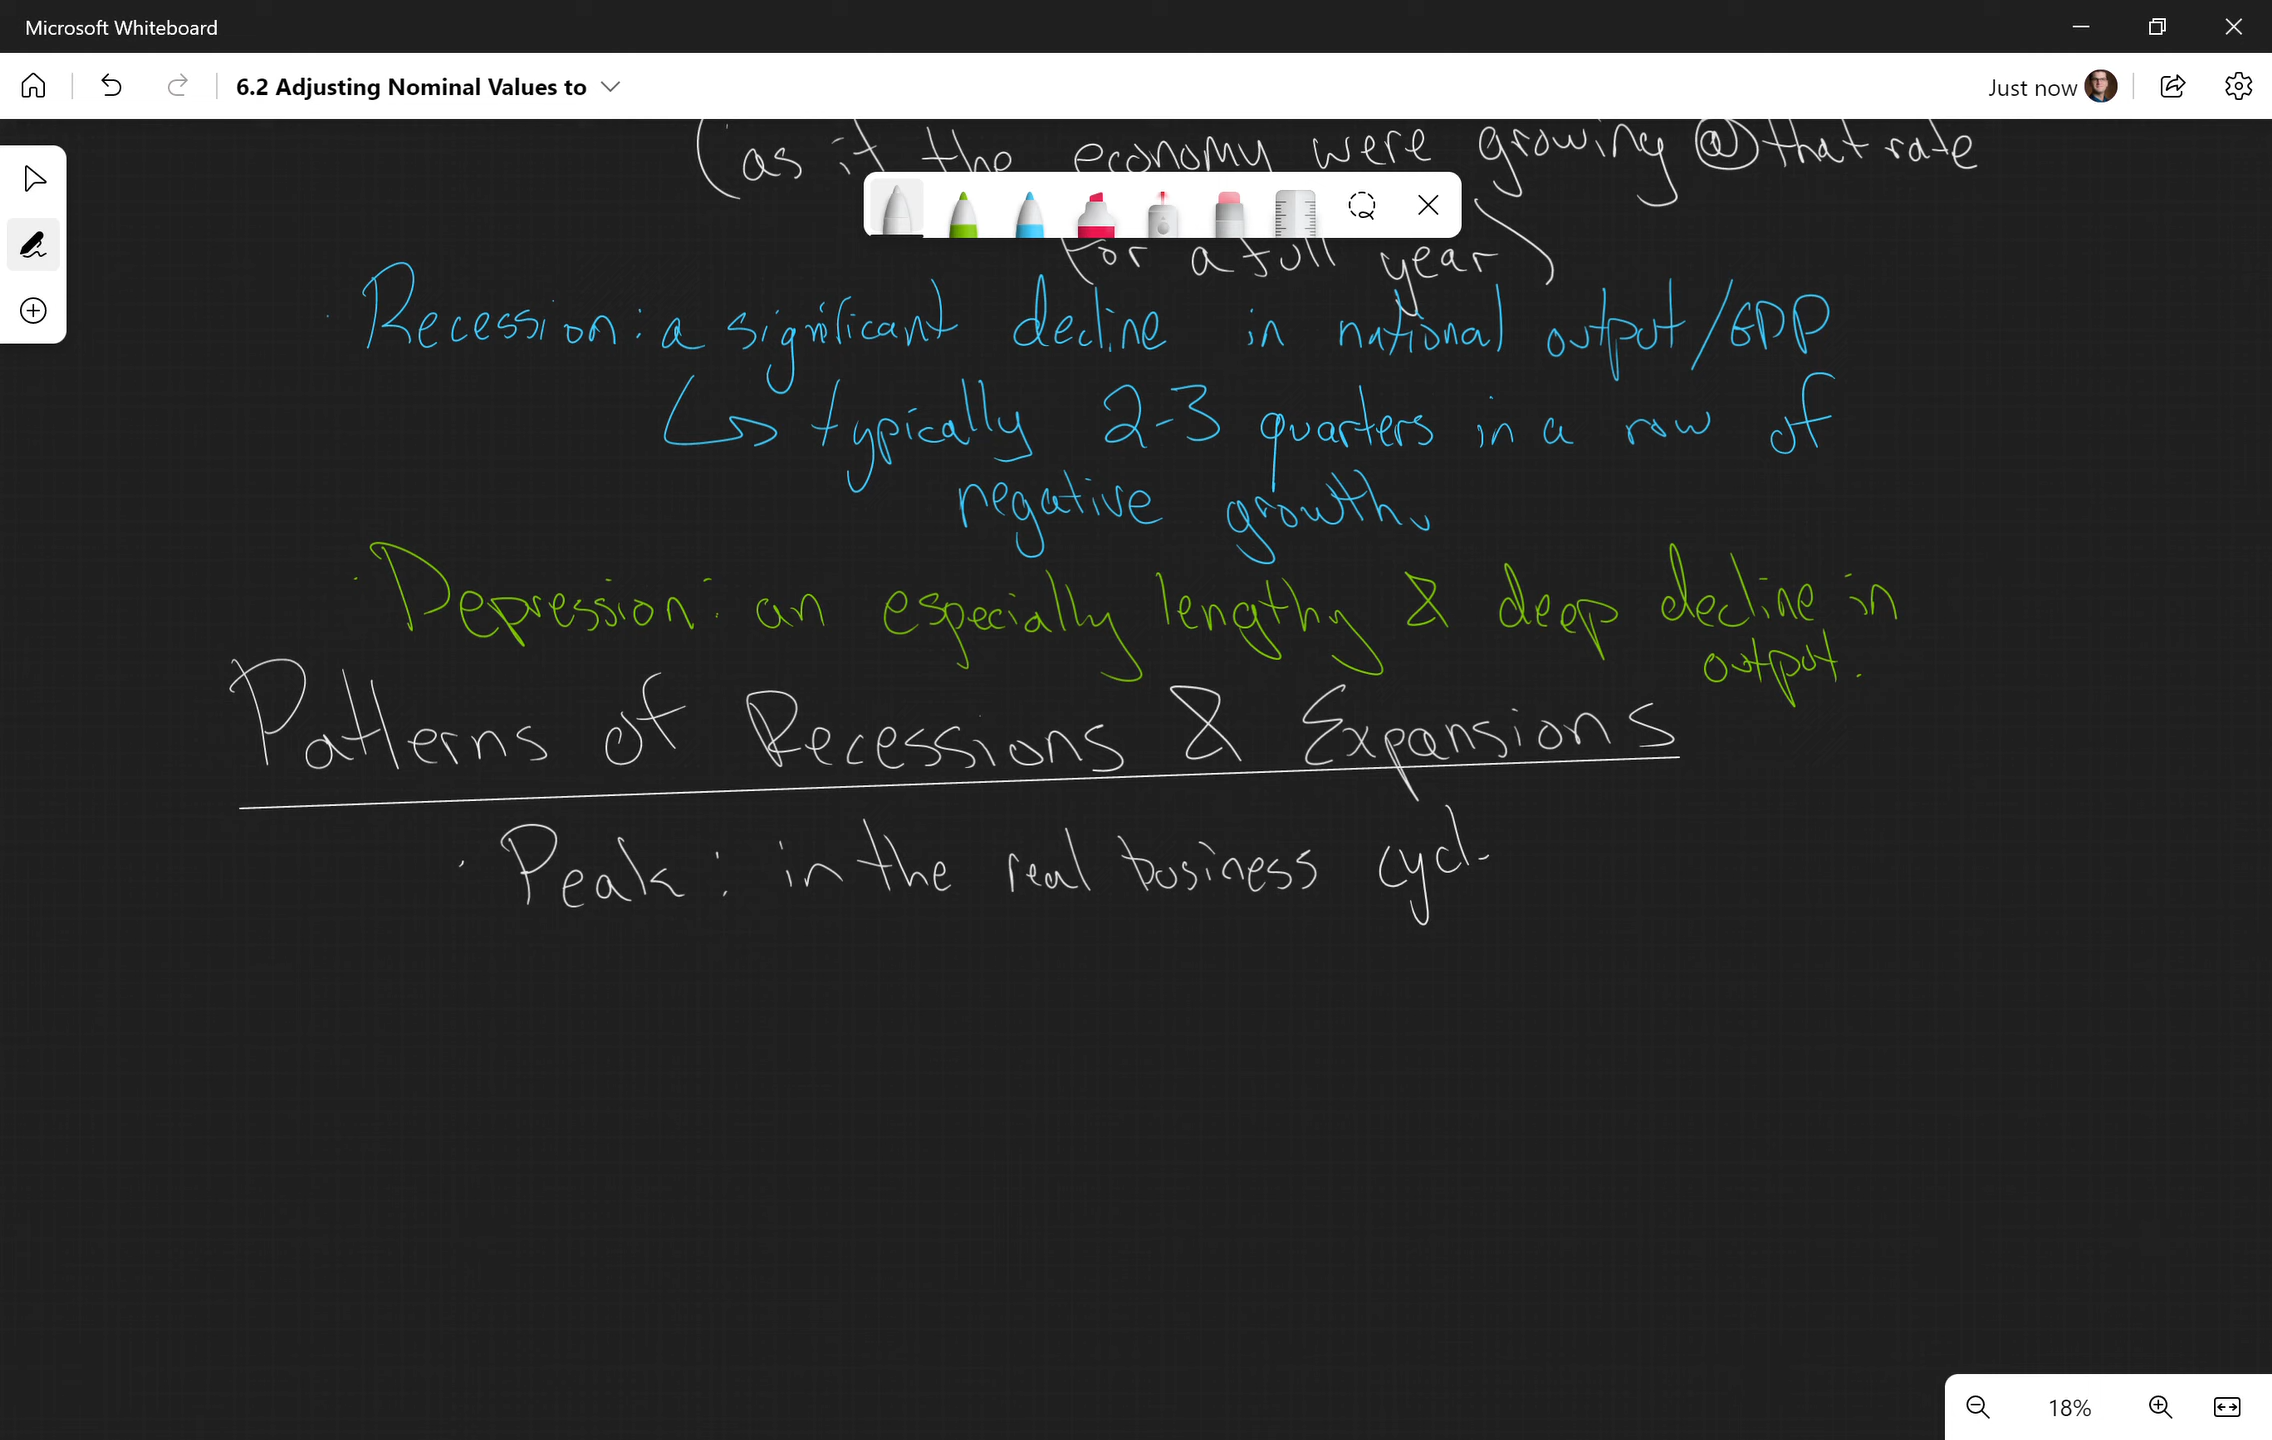 Microsoft Whiteboard
6.2 Adjusting Nominal Values to
Just now
(as if the economy were growing @ that rate
for a full year)
· Recession: a significant decline in national output/GDP
↳ typically 2-3 quarters in a row of
negative growth.
· Depression: an especially lengthy & deep decline in
output.
Patterns of Recessions & Expansions
· Peak: in the real business cycl
18%